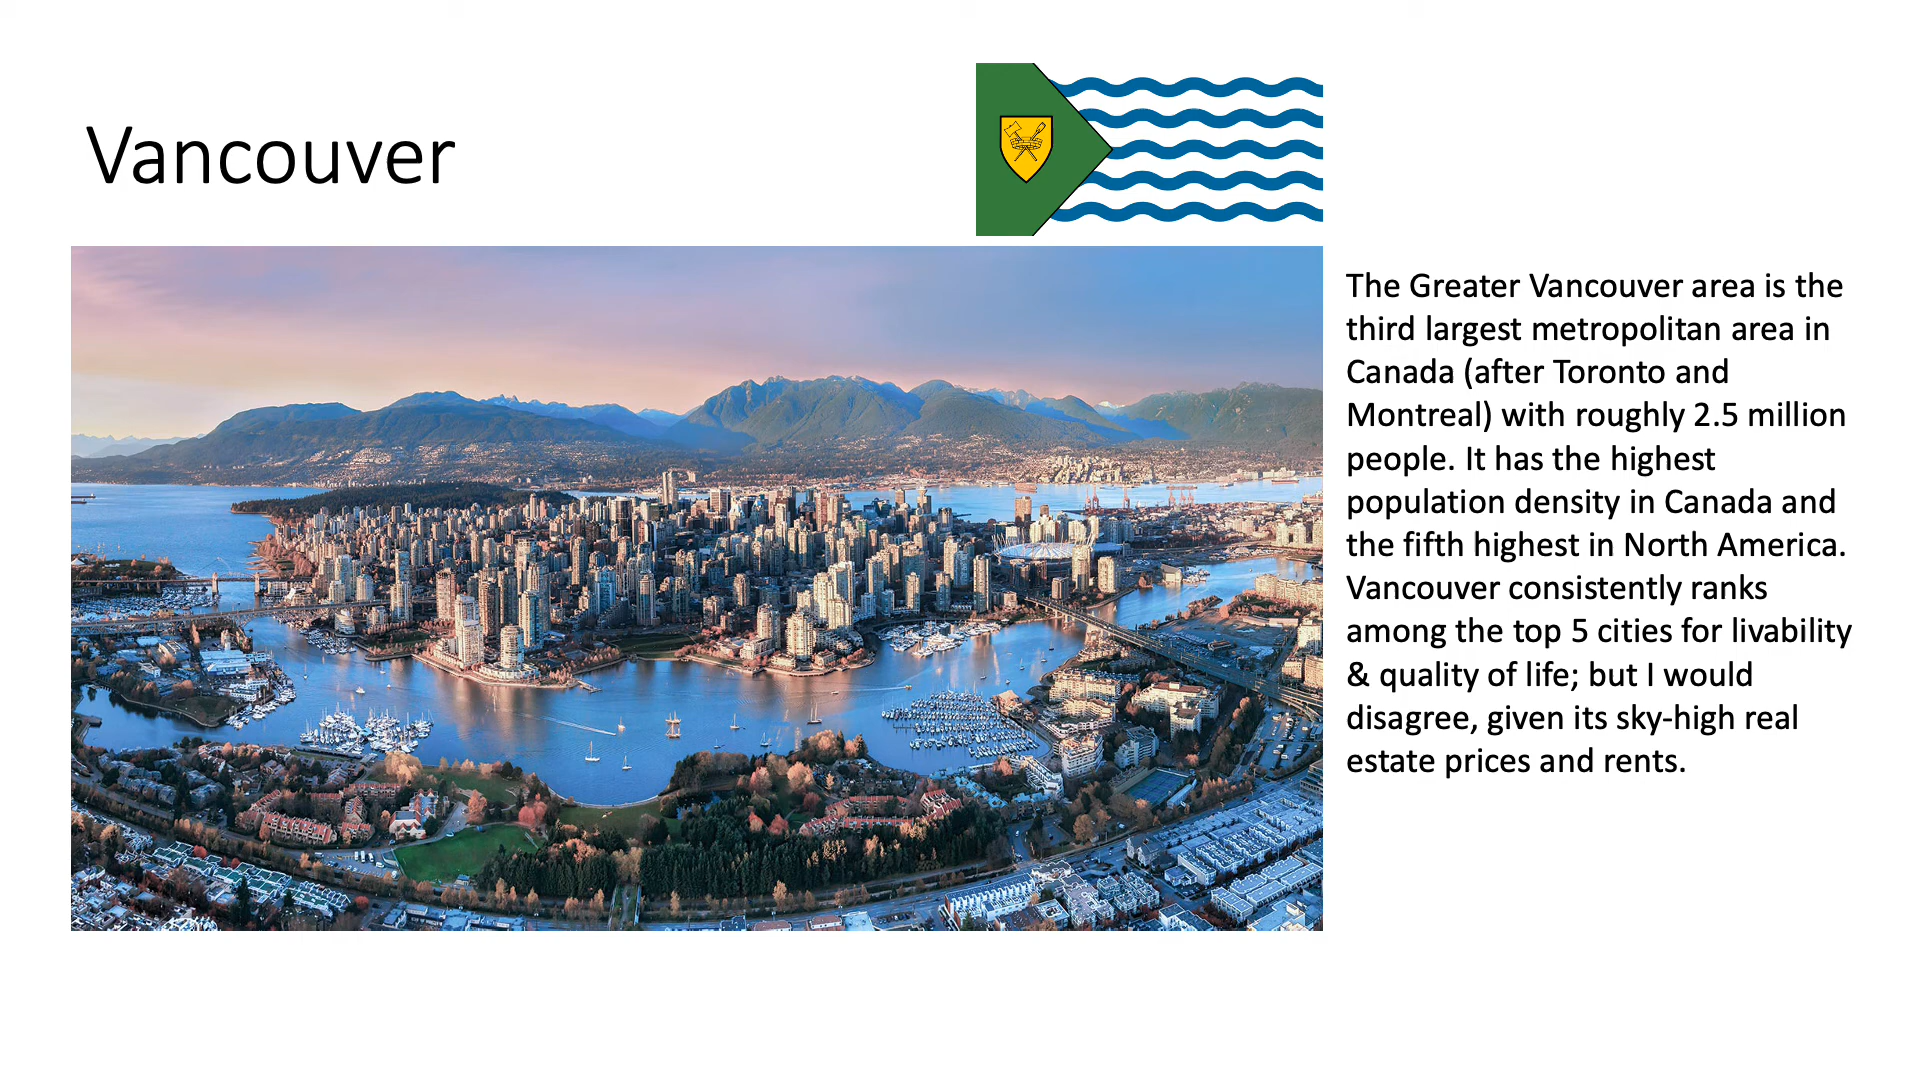 Vancouver
The Greater Vancouver area is the
third largest metropolitan area in
Canada (after Toronto and
Montreal) with roughly 2.5 million
people. It has the highest
population density in Canada and
the fifth highest in North America.
Vancouver consistently ranks
among the top 5 cities for livability
& quality of life; but I would
disagree, given its sky-high real
estate prices and rents.